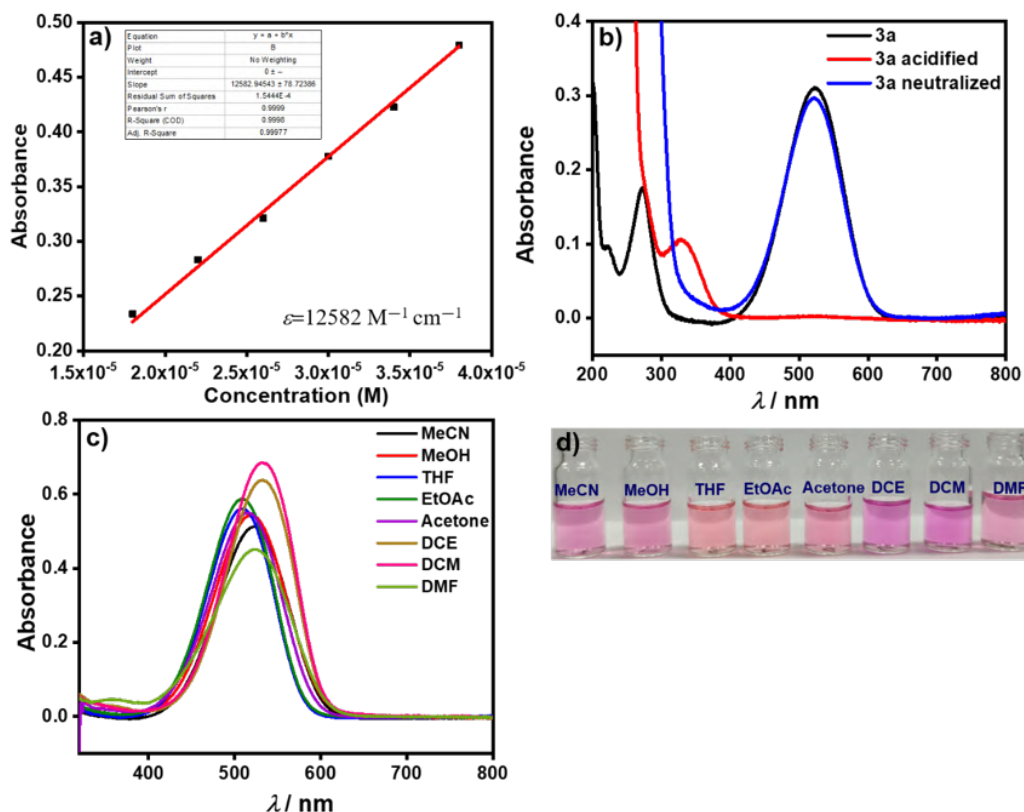 a)
Equation y = a + b*x
Plot B
Weight No Weighting
Intercept 0 ± --
Slope 12582.94543 ± 78.72386
Residual Sum of Squares 1.5444E-4
Pearson's r 0.9999
R-Square (COD) 0.9998
Adj. R-Square 0.99977
0.50
0.45
0.40
0.35
0.30
0.25
0.20
Absorbance
ε=12582 M⁻¹ cm⁻¹
1.5x10⁻⁵ 2.0x10⁻⁵ 2.5x10⁻⁵ 3.0x10⁻⁵ 3.5x10⁻⁵ 4.0x10⁻⁵
Concentration (M)
b)
3a
3a acidified
3a neutralized
0.4
0.3
0.2
0.1
0.0
Absorbance
200 300 400 500 600 700 800
λ / nm
c)
MeCN
MeOH
THF
EtOAc
Acetone
DCE
DCM
DMF
0.8
0.6
0.4
0.2
0.0
Absorbance
400 500 600 700 800
λ / nm
d)
MeCN MeOH THF EtOAc Acetone DCE DCM DMF